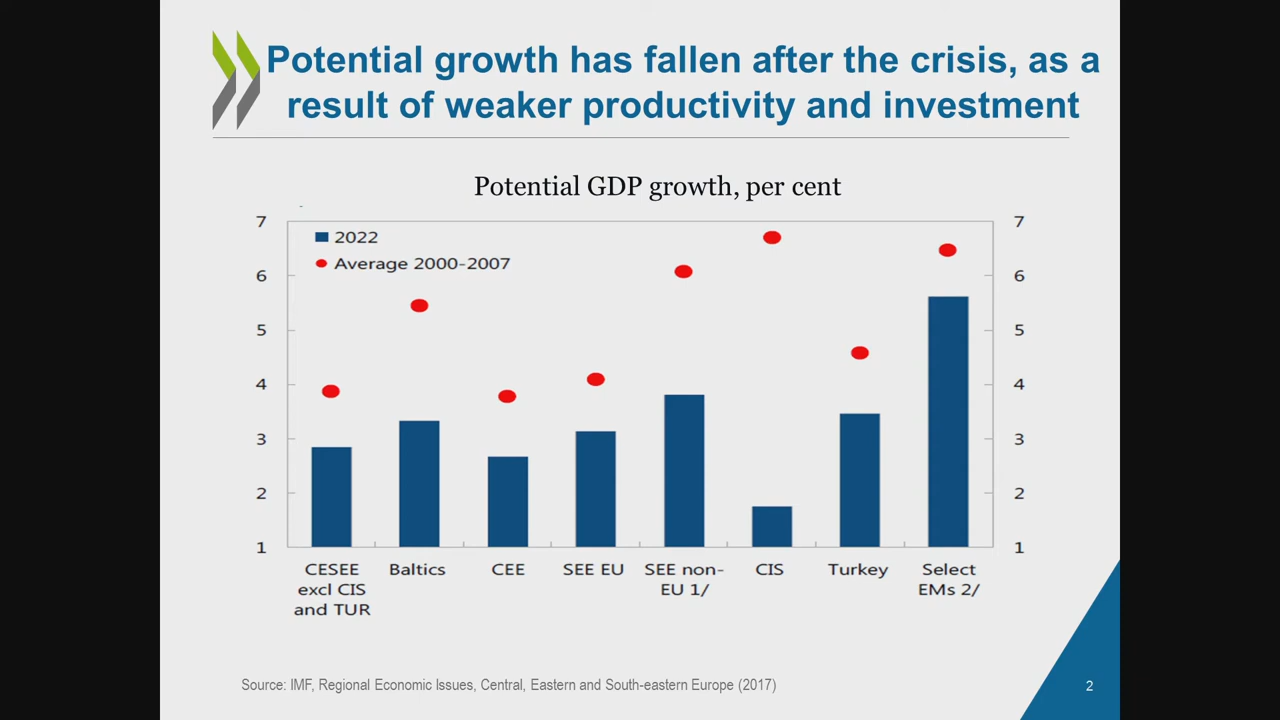 Potential growth has fallen after the crisis, as a
result of weaker productivity and investment
Potential GDP growth, per cent
7
6
5
4
3
2
1
2022
Average 2000-2007
7
6
5
4
3
2
1
CESEE
excl CIS
and TUR
Baltics
CEE
SEE EU
SEE non-
EU 1/
CIS
Turkey
Select
EMs 2/
Source: IMF, Regional Economic Issues, Central, Eastern and South-eastern Europe (2017)
2